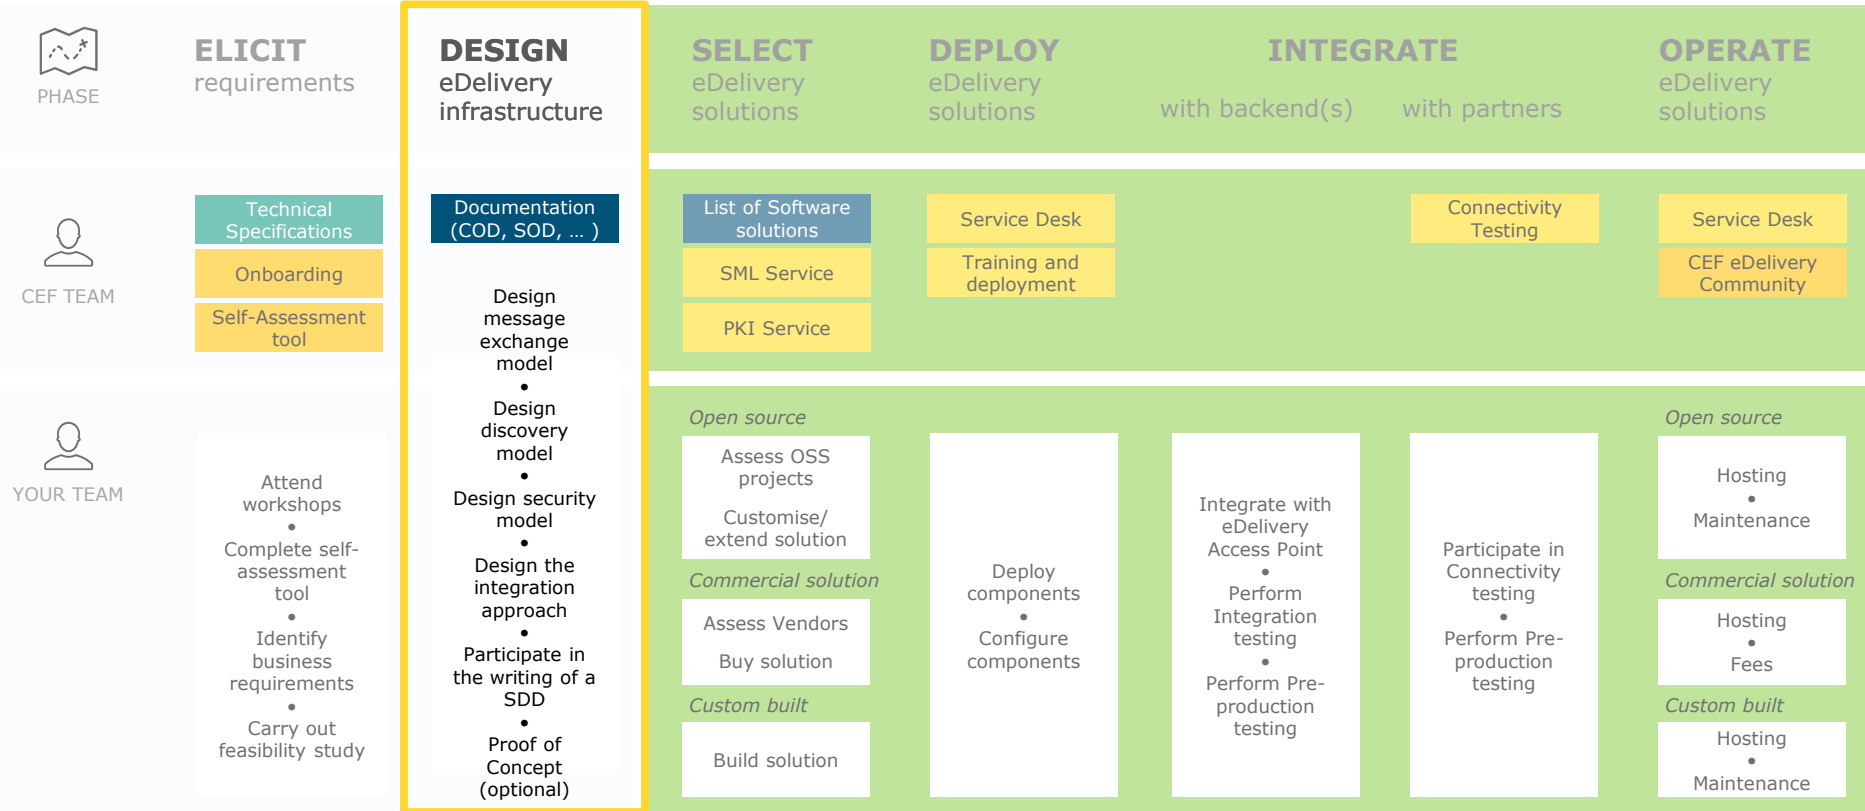 PHASE
ELICIT
requirements
DESIGN
eDelivery
infrastructure
SELECT
eDelivery
solutions
DEPLOY
eDelivery
solutions
INTEGRATE
with backend(s)
with partners
OPERATE
eDelivery
solutions
CEF TEAM
Technical
Specifications
Onboarding
Self-Assessment
tool
Documentation
(COD, SOD, ... )
List of Software
solutions
SML Service
PKI Service
Service Desk
Training and
deployment
Connectivity
Testing
Service Desk
CEF eDelivery
Community
YOUR TEAM
Attend
workshops
•
Complete self-
assessment
tool
•
Identify
business
requirements
•
Carry out
feasibility study
Design
message
exchange
model
•
Design
discovery
model
•
Design security
model
•
Design the
integration
approach
•
Participate in
the writing of a
SDD
•
Proof of
Concept
(optional)
Open source
Assess OSS
projects
Customise/
extend solution
Commercial solution
Assess Vendors
Buy solution
Custom built
Build solution
Deploy
components
•
Configure
components
Integrate with
eDelivery
Access Point
•
Perform
Integration
testing
•
Perform Pre-
production
testing
Participate in
Connectivity
testing
•
Perform Pre-
production
testing
Open source
Hosting
•
Maintenance
Commercial solution
Hosting
•
Fees
Custom built
Hosting
•
Maintenance